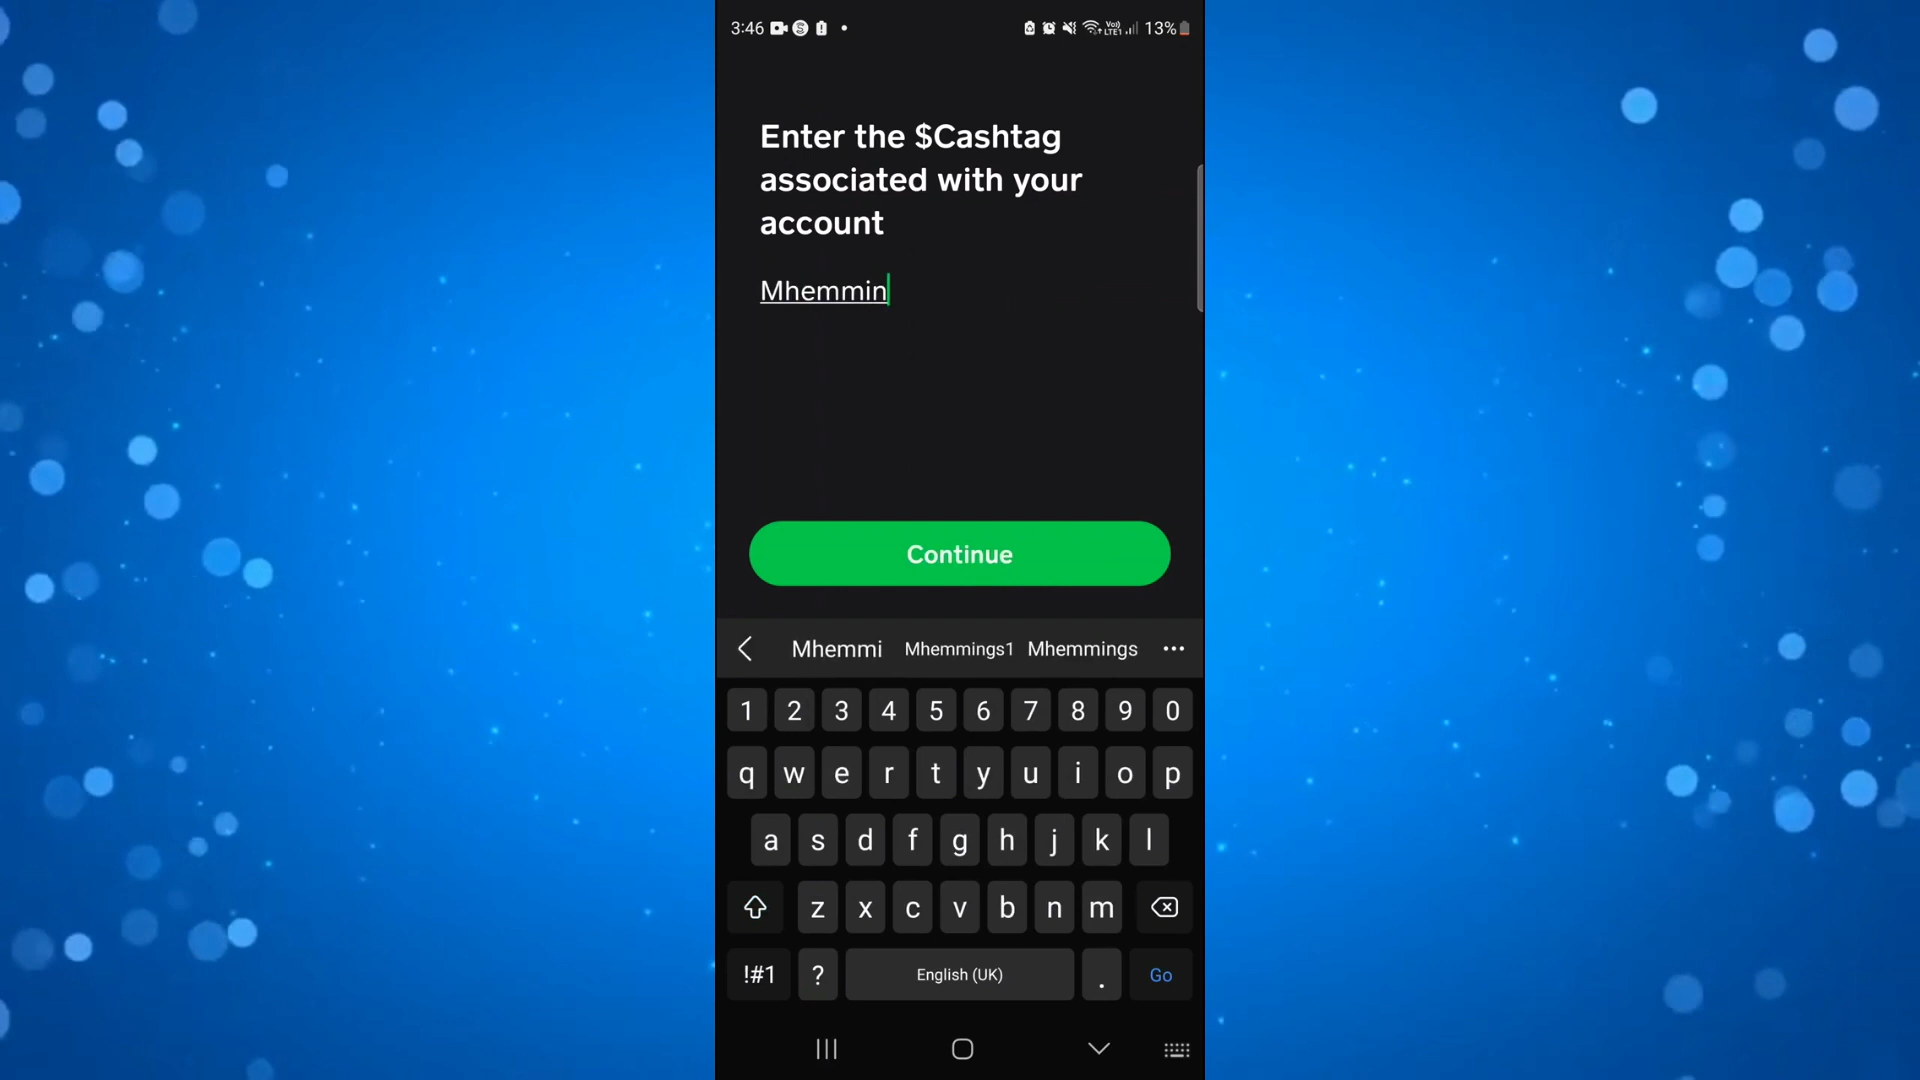 3:46 13%
Enter the $Cashtag
associated with your
account
Mhemmin
Continue
Mhemmi Mhemmings1 Mhemmings
1 2 3 4 5 6 7 8 9 0
q w e r t y u i o p
a s d f g h j k l
z x c v b n m
!#1 ? English (UK) . Go